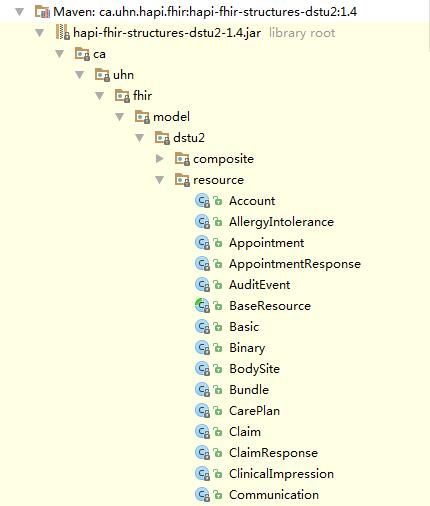 Maven: ca.uhn.hapi.fhir:hapi-fhir-structures-dstu2:1.4
hapi-fhir-structures-dstu2-1.4.jar library root
ca
uhn
fhir
model
dstu2
composite
resource
Account
AllergyIntolerance
Appointment
AppointmentResponse
AuditEvent
BaseResource
Basic
Binary
BodySite
Bundle
CarePlan
Claim
ClaimResponse
ClinicalImpression
Communication